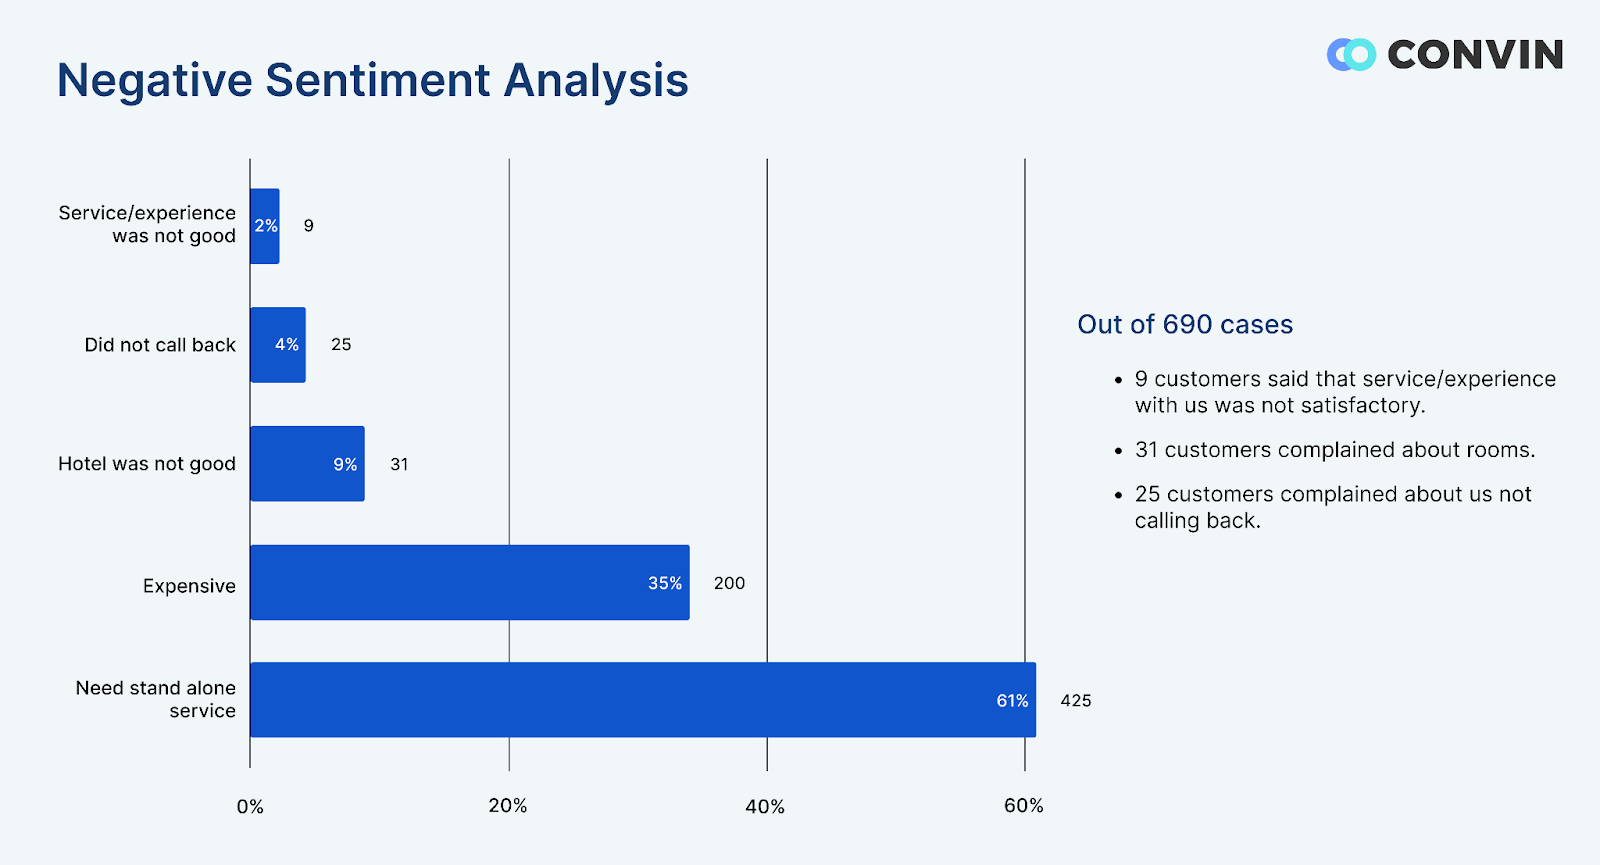 CONVIN
Negative Sentiment Analysis
Service/experience
was not good
2%
9
Did not call back
4%
25
Hotel was not good
9%
31
Expensive
35%
200
Need stand alone
service
61%
425
0%
20%
40%
60%
Out of 690 cases
• 9 customers said that service/experience
with us was not satisfactory.
• 31 customers complained about rooms.
• 25 customers complained about us not
calling back.